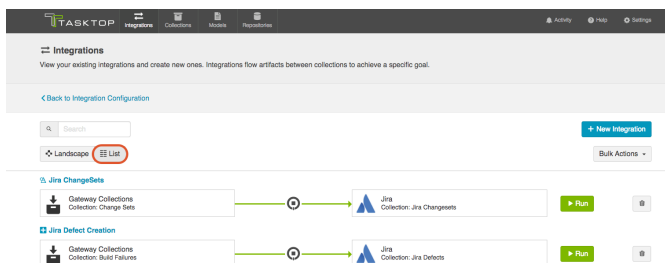 TASKTOP
Integrations
Collections
Models
Repositories
Activity
Help
Settings
Integrations
View your existing integrations and create new ones. Integrations flow artifacts between collections to achieve a specific goal.
Back to Integration Configuration
Search
+ New Integration
Landscape
List
Bulk Actions
Jira ChangeSets
Gateway Collections
Collection: Change Sets
Jira
Collection: Jira Changesets
Run
Jira Defect Creation
Gateway Collections
Collection: Build Failures
Jira
Collection: Jira Defects
Run